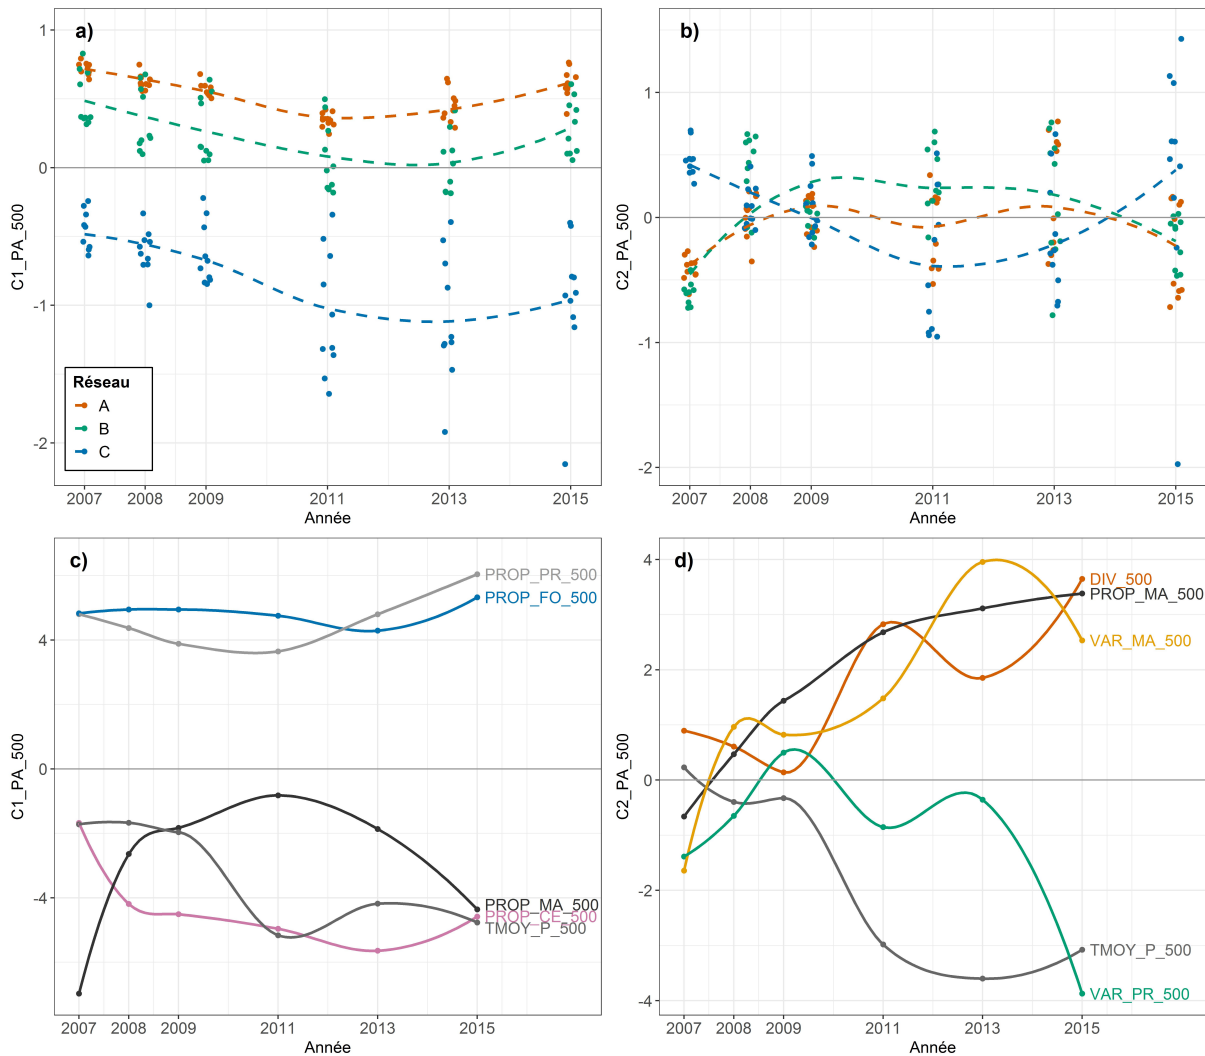 a)
1
0
-1
-2
C1_PA_500
Réseau
A
B
C
2007 2008 2009 2011 2013 2015
Année
b)
1
0
-1
-2
C2_PA_500
2007 2008 2009 2011 2013 2015
Année
c)
4
0
-4
C1_PA_500
PROP_PR_500
PROP_FO_500
PROP_MA_500
PROP_CE_500
TMOY_P_500
2007 2008 2009 2011 2013 2015
Année
d)
4
2
0
-2
-4
C2_PA_500
DIV_500
PROP_MA_500
VAR_MA_500
TMOY_P_500
VAR_PR_500
2007 2008 2009 2011 2013 2015
Année